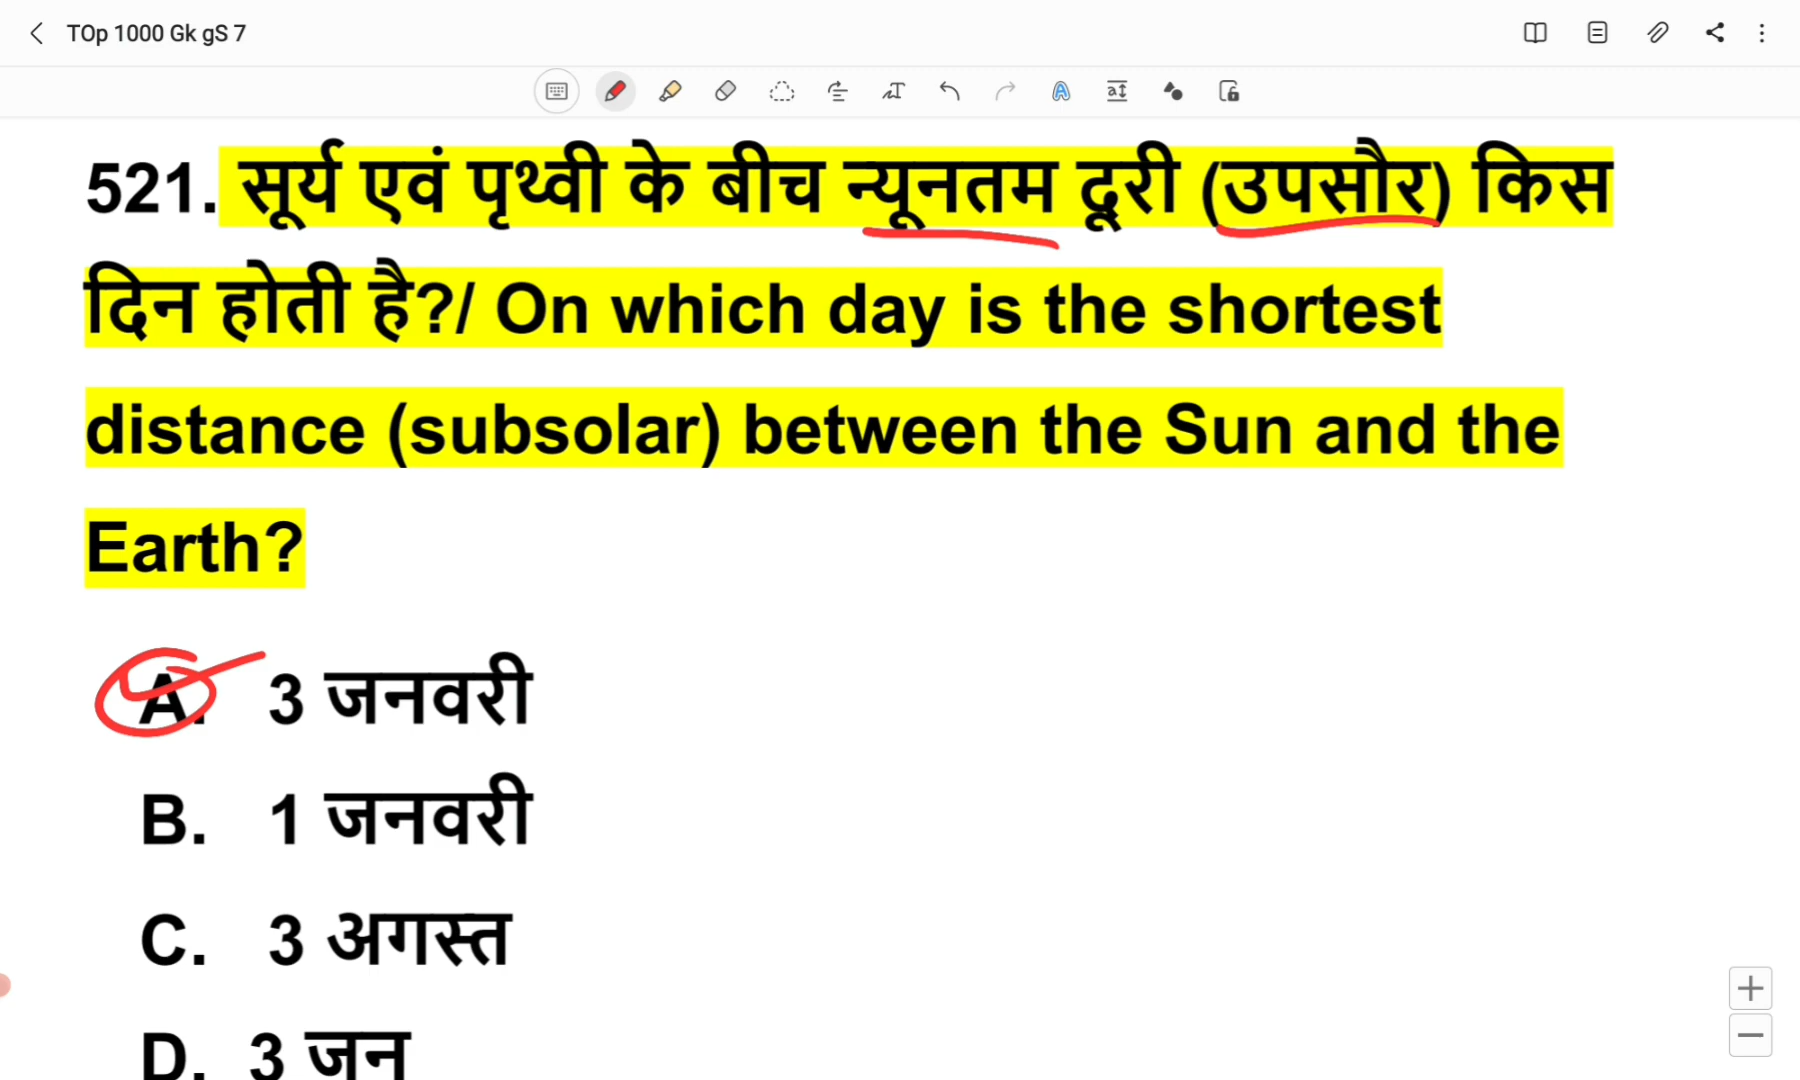 TOp 1000 Gk gS 7
521. सूर्य एवं पृथ्वी के बीच न्यूनतम दूरी (उपसौर) किस
दिन होती है?/ On which day is the shortest
distance (subsolar) between the Sun and the
Earth?
A. 3 जनवरी
B. 1 जनवरी
C. 3 अगस्त
D. 3 जन